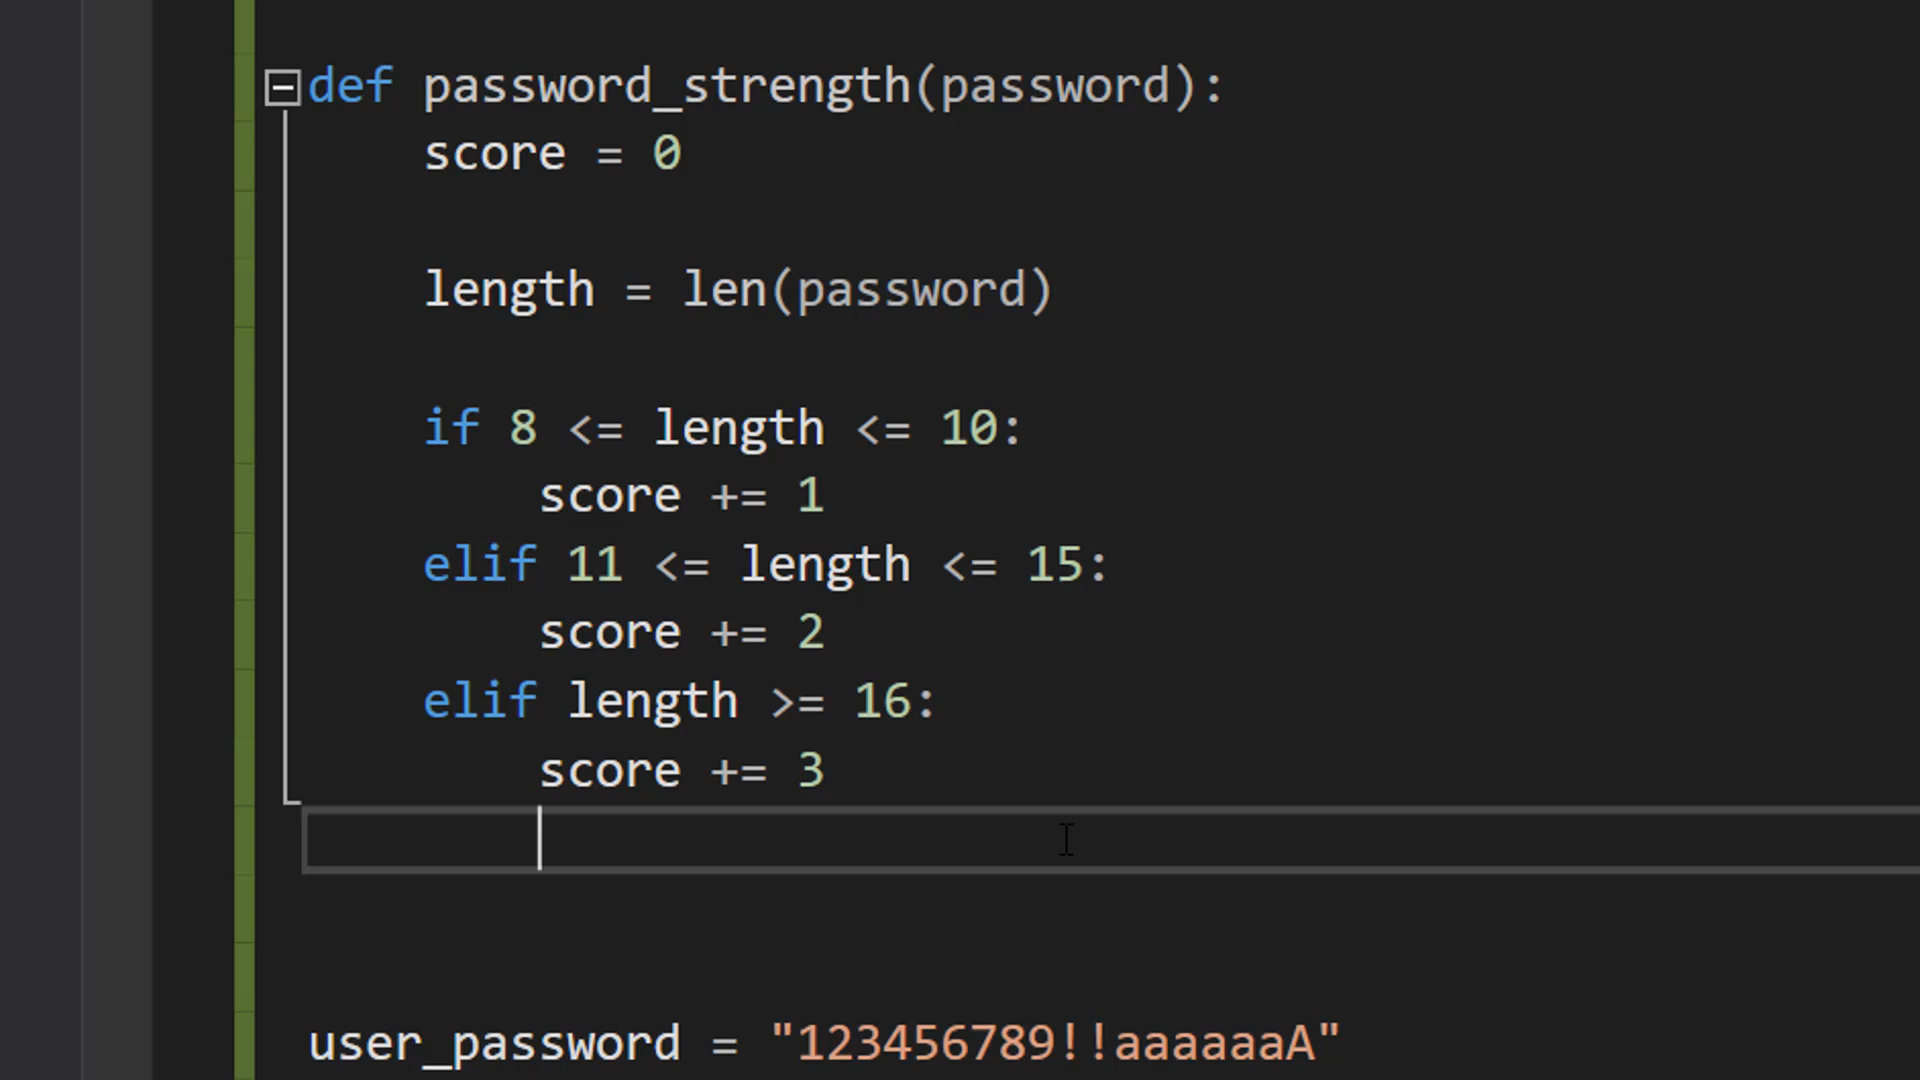 def password_strength(password):
    score = 0
    length = len(password)
    if 8 <= length <= 10:
        score += 1
    elif 11 <= length <= 15:
        score += 2
    elif length >= 16:
        score += 3
user_password = "123456789!!aaaaaaA"